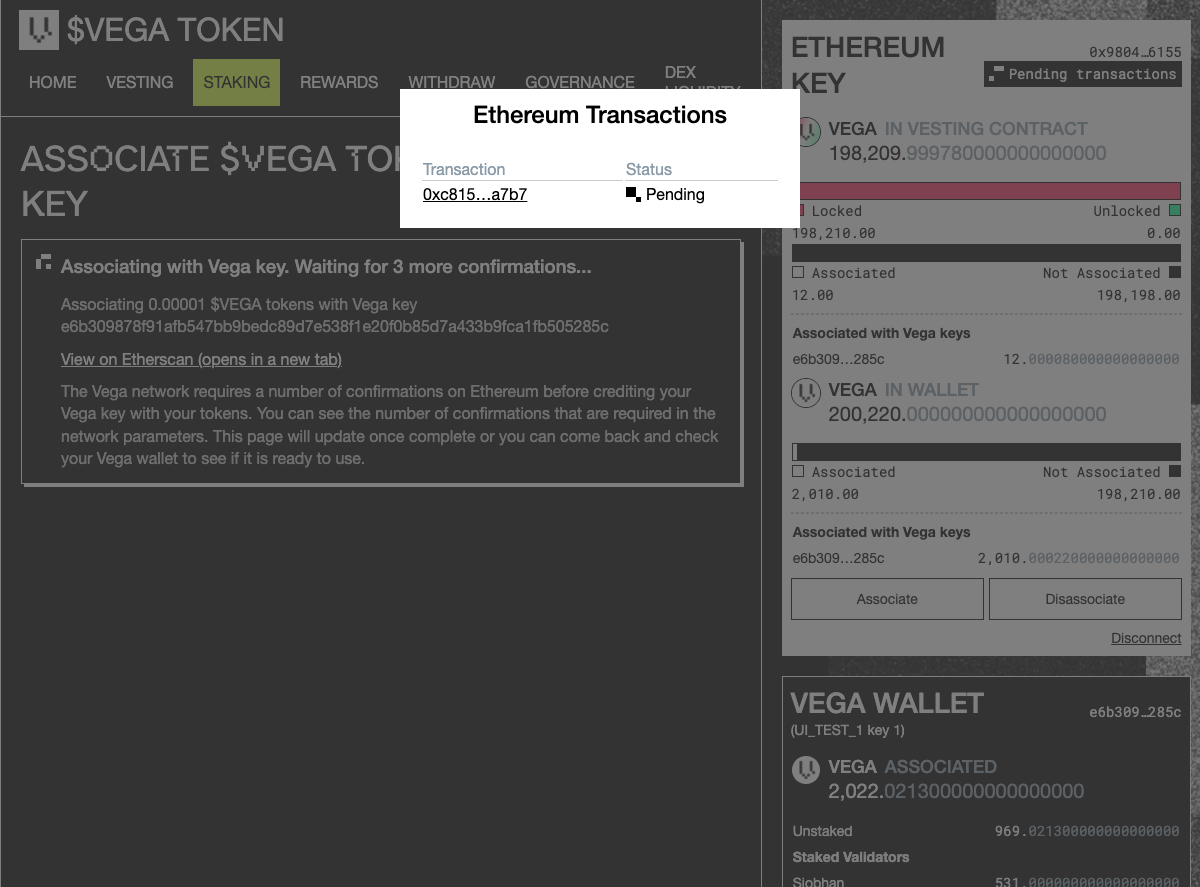 $VEGA TOKEN
HOME VESTING STAKING REWARDS WITHDRAW GOVERNANCE DEX LIQUIDITY
ASSOCIATE $VEGA
KEY
Ethereum Transactions
Transaction Status
0xc815…a7b7 Pending
Associating with Vega key. Waiting for 3 more confirmations...
Associating 0.00001 $VEGA tokens with Vega key
e6b309878f91afb547bb9bedc89d7e538f1e20f0b85d7a433b9fca1fb505285c
View on Etherscan (opens in a new tab)
The Vega network requires a number of confirmations on Ethereum before crediting your
Vega key with your tokens. You can see the number of confirmations that are required in the
network parameters. This page will update once complete or you can come back and check
your Vega wallet to see if it is ready to use.
ETHEREUM
KEY
0x9804…6155
Pending transactions
VEGA IN VESTING CONTRACT
198,209.999780000000000000
Locked Unlocked
198,210.00 0.00
Associated Not Associated
12.00 198,198.00
Associated with Vega keys
e6b309…285c 12.000080000000000000
VEGA IN WALLET
200,220.000000000000000000
Associated Not Associated
2,010.00 198,210.00
Associated with Vega keys
e6b309…285c 2,010.000220000000000000
Associate Disassociate
Disconnect
VEGA WALLET e6b309…285c
(UI_TEST_1 key 1)
VEGA ASSOCIATED
2,022.021300000000000000
Unstaked 969.021300000000000000
Staked Validators
Siobhan 531.000000000000000000